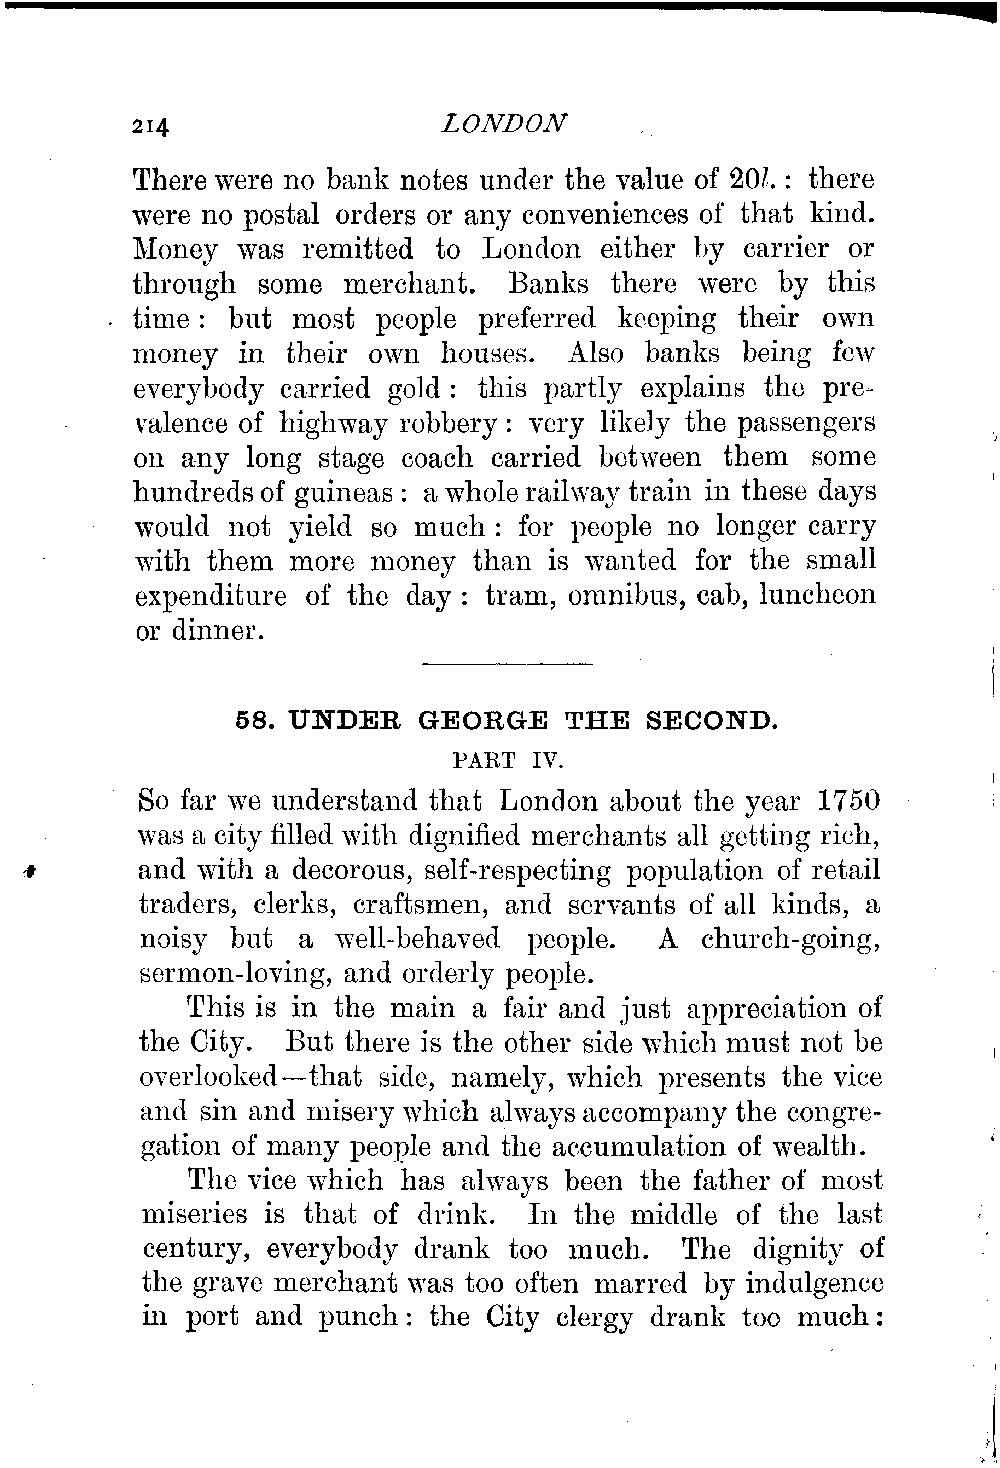 214 LONDON
There were no bank notes under the value of 20l.: there
were no postal orders or any conveniences of that kind.
Money was remitted to London either by carrier or
through some merchant. Banks there were by this
time: but most people preferred keeping their own
money in their own houses. Also banks being few
everybody carried gold: this partly explains the pre-
valence of highway robbery: very likely the passengers
on any long stage coach carried between them some
hundreds of guineas: a whole railway train in these days
would not yield so much: for people no longer carry
with them more money than is wanted for the small
expenditure of the day: tram, omnibus, cab, luncheon
or dinner.
58. UNDER GEORGE THE SECOND.
PART IV.
So far we understand that London about the year 1750
was a city filled with dignified merchants all getting rich,
and with a decorous, self-respecting population of retail
traders, clerks, craftsmen, and servants of all kinds, a
noisy but a well-behaved people. A church-going,
sermon-loving, and orderly people.
This is in the main a fair and just appreciation of
the City. But there is the other side which must not be
overlooked—that side, namely, which presents the vice
and sin and misery which always accompany the congre-
gation of many people and the accumulation of wealth.
The vice which has always been the father of most
miseries is that of drink. In the middle of the last
century, everybody drank too much. The dignity of
the grave merchant was too often marred by indulgence
in port and punch: the City clergy drank too much: